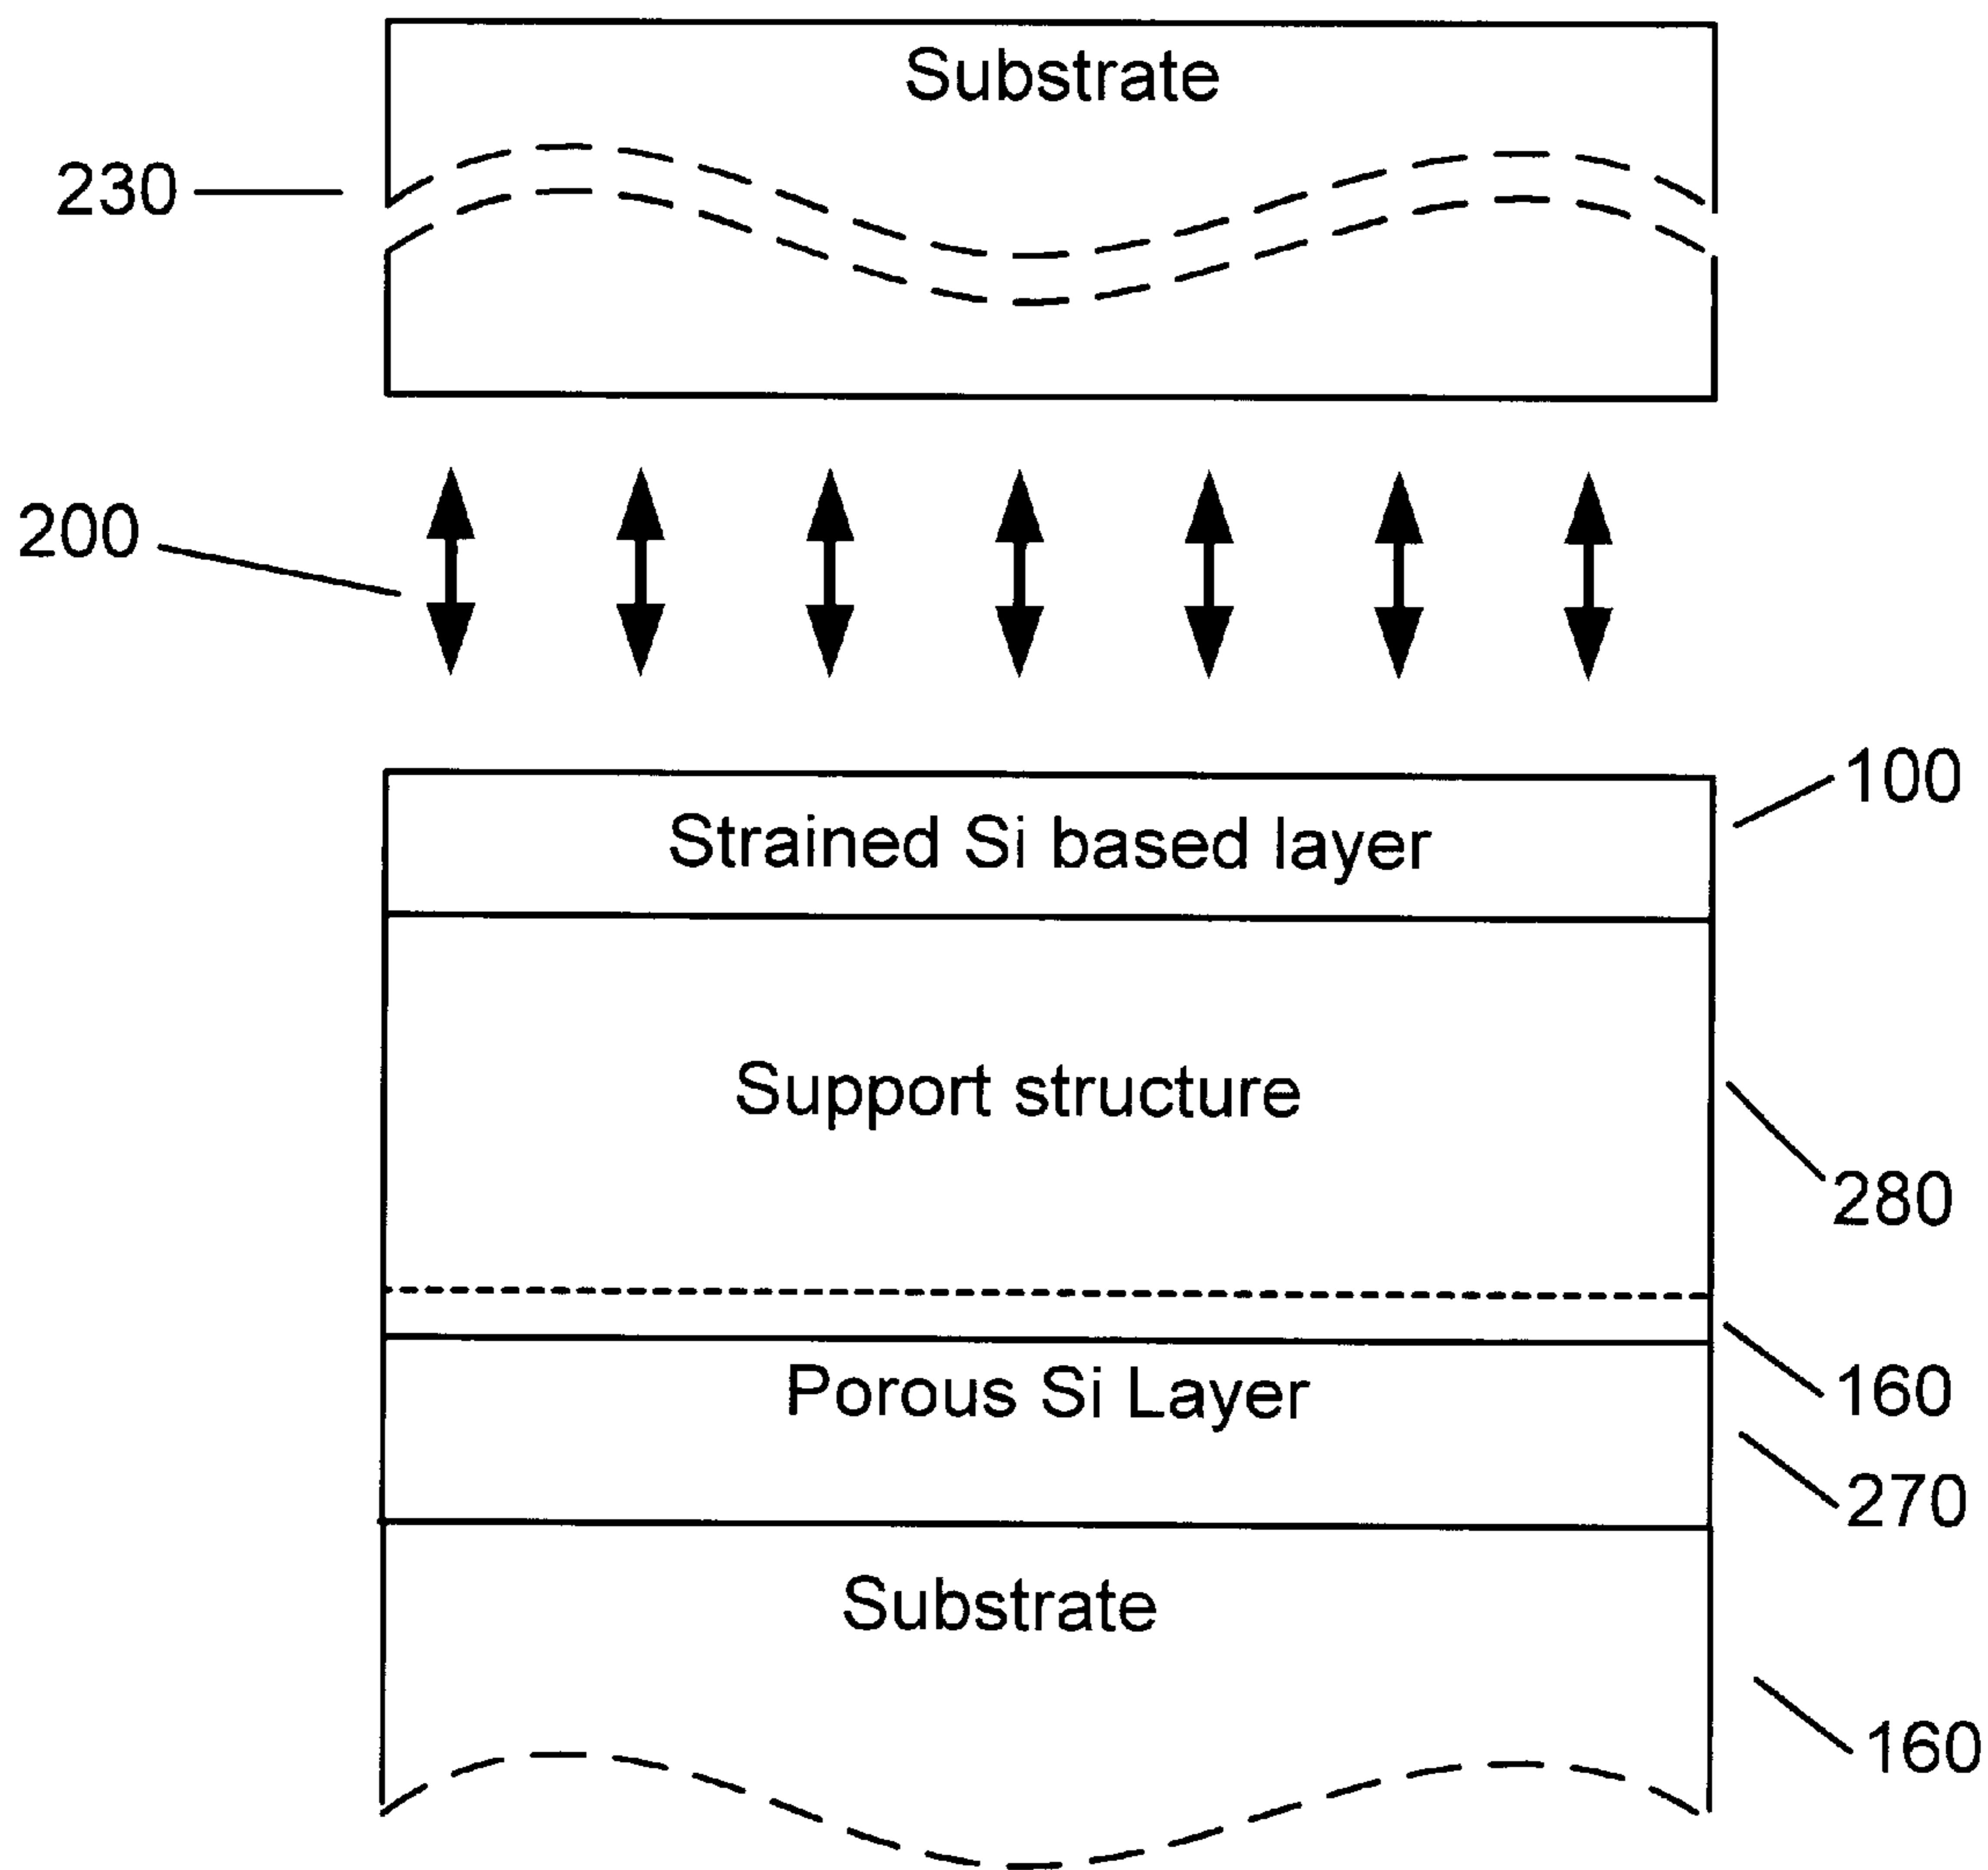 Substrate
230
200
100
Strained Si based layer
Support structure
280
160
Porous Si Layer
270
Substrate
160